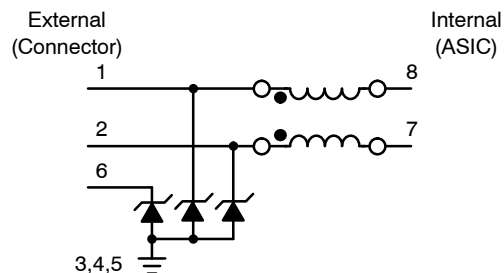 External
(Connector)
Internal
(ASIC)
1
8
2
7
6
3,4,5